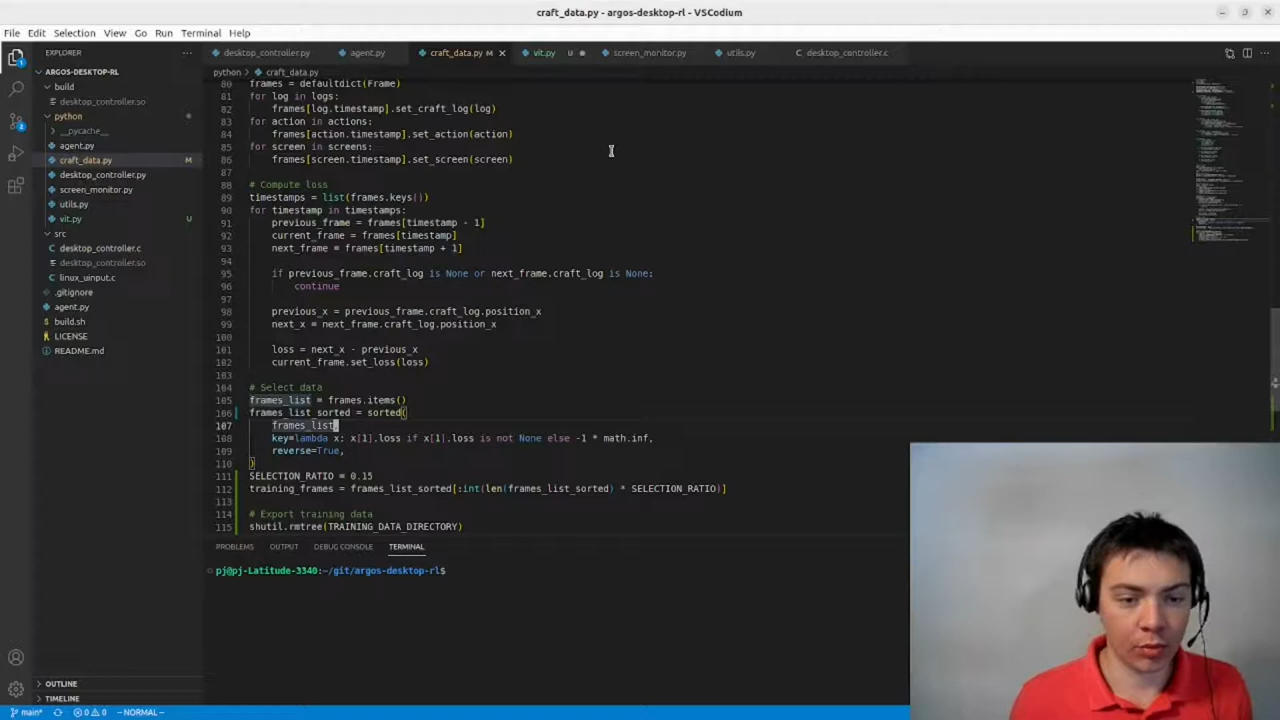 craft_data.py - argos-desktop-rl - VSCodium
File Edit Selection View Go Run Terminal Help
EXPLORER
desktop_controller.py agent.py craft_data.py M vit.py U screen_monitor.py utils.py desktop_controller.c
ARGOS-DESKTOP-RL
python > craft_data.py
build
desktop_controller.so
python
__pycache__
agent.py
craft_data.py M
desktop_controller.py
screen_monitor.py
utils.py
vit.py U
src
desktop_controller.c
desktop_controller.so
linux_uinput.c
.gitignore
agent.py
build.sh
LICENSE
README.md
80 frames = defaultdict(Frame)
81 for log in logs:
82 frames[log.timestamp].set_craft_log(log)
83 for action in actions:
84 frames[action.timestamp].set_action(action)
85 for screen in screens:
86 frames[screen.timestamp].set_screen(screen)
87
88 # Compute loss
89 timestamps = list(frames.keys())
90 for timestamp in timestamps:
91 previous_frame = frames[timestamp - 1]
92 current_frame = frames[timestamp]
93 next_frame = frames[timestamp + 1]
94
95 if previous_frame.craft_log is None or next_frame.craft_log is None:
96 continue
97
98 previous_x = previous_frame.craft_log.position_x
99 next_x = next_frame.craft_log.position_x
100
101 loss = next_x - previous_x
102 current_frame.set_loss(loss)
103
104 # Select data
105 frames_list = frames.items()
106 frames_list_sorted = sorted(
107 frames_list,
108 key=lambda x: x[1].loss if x[1].loss is not None else -1 * math.inf,
109 reverse=True,
110 )
111 SELECTION_RATIO = 0.15
112 training_frames = frames_list_sorted[:int(len(frames_list_sorted) * SELECTION_RATIO)]
113
114 # Export training data
115 shutil.rmtree(TRAINING_DATA_DIRECTORY)
PROBLEMS OUTPUT DEBUG CONSOLE TERMINAL
pj@pj-Latitude-3340:~/git/argos-desktop-rl$
OUTLINE
TIMELINE
main* 0 0 -- NORMAL --